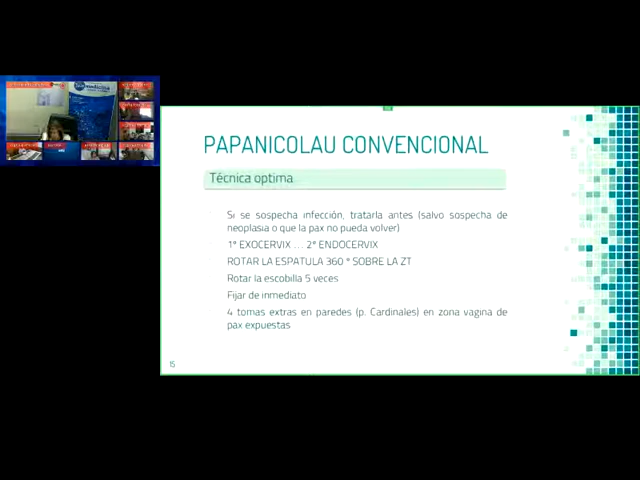 PAPANICOLAU CONVENCIONAL
Técnica optima
Si se sospecha infección, tratarla antes (salvo sospecha de
neoplasia o que la pax no pueda volver)
1º EXOCERVIX ... 2º ENDOCERVIX
ROTAR LA ESPATULA 360 º SOBRE LA ZT
Rotar la escobilla 5 veces
Fijar de inmediato
4 tomas extras en paredes (p. Cardinales) en zona vagina de
pax expuestas
15